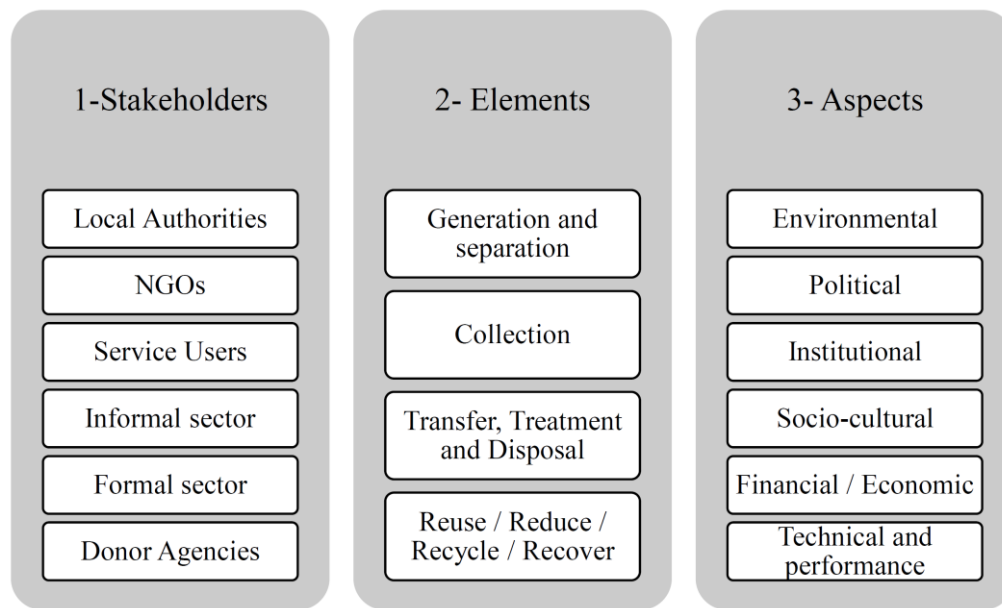 1-Stakeholders
Local Authorities
NGOs
Service Users
Informal sector
Formal sector
Donor Agencies
2- Elements
Generation and
separation
Collection
Transfer, Treatment
and Disposal
Reuse / Reduce /
Recycle / Recover
3- Aspects
Environmental
Political
Institutional
Socio-cultural
Financial / Economic
Technical and
performance